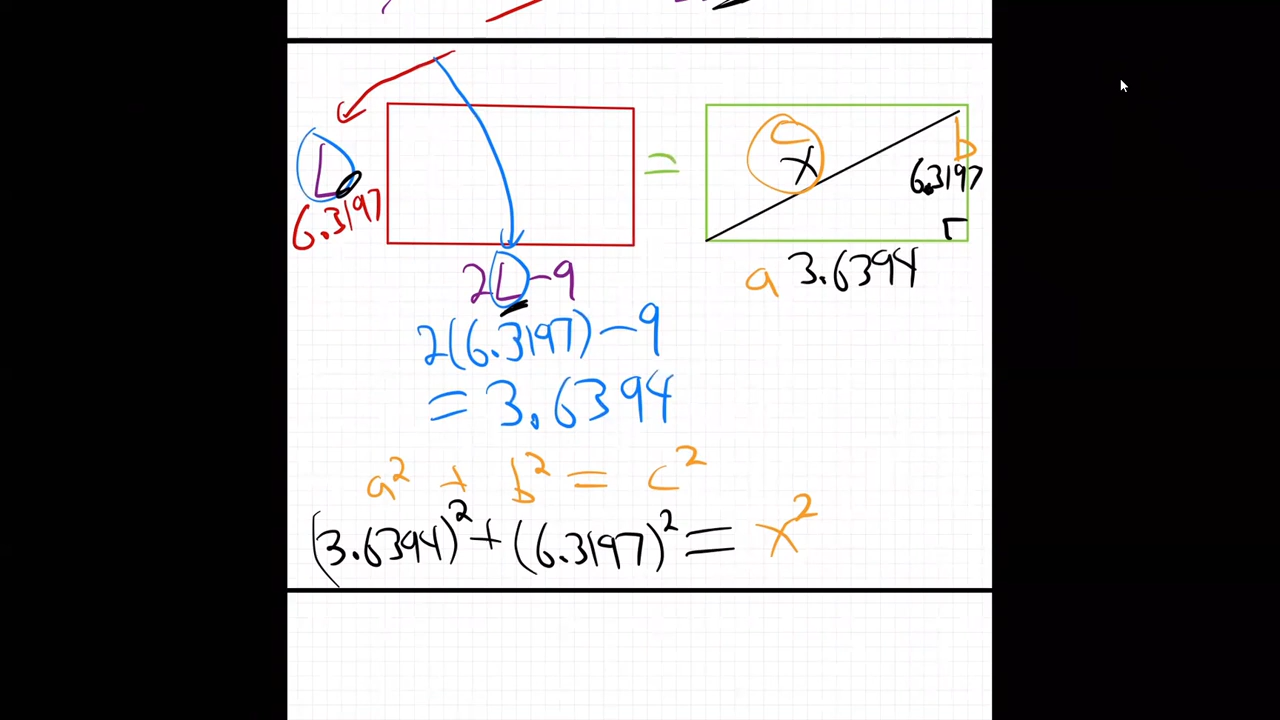 L
6.3197
=
c
x
b
6.3197
2L-9
a 3.6394
2(6.3197)-9
= 3.6394
a² + b² = c²
(3.6394)² + (6.3197)² = x²